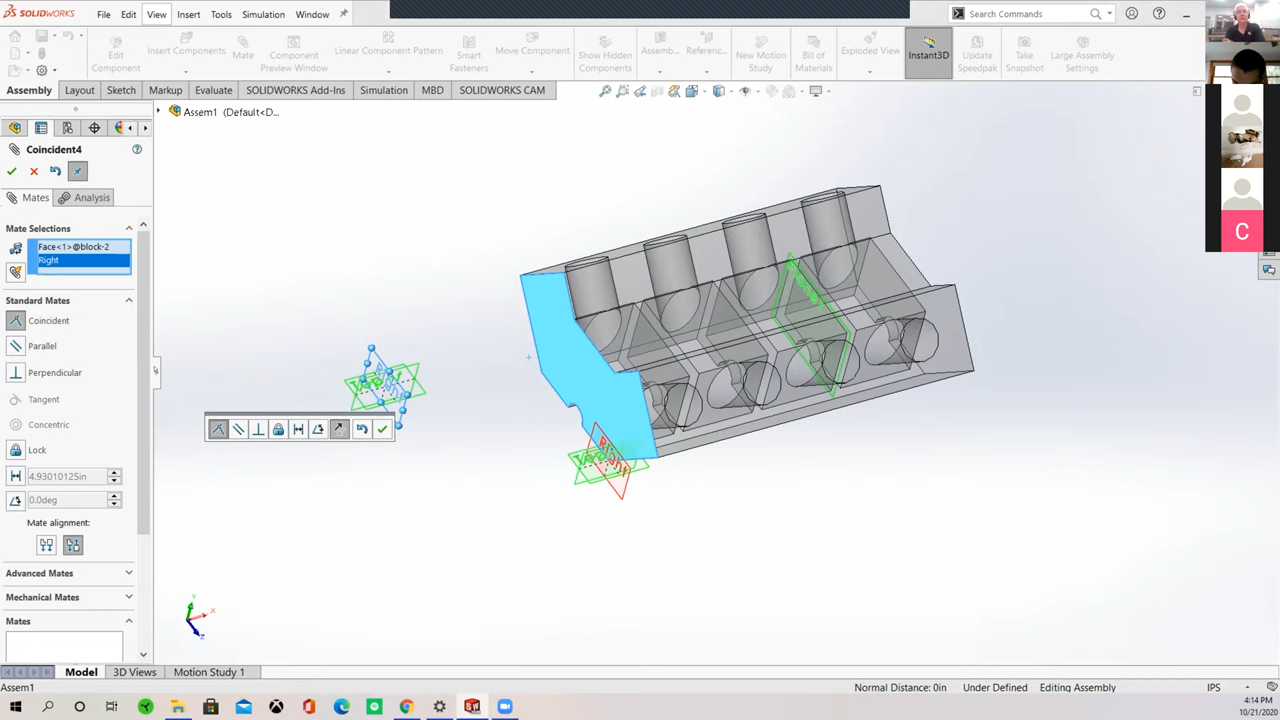 SOLIDWORKS File Edit View Insert Tools Simulation Window Search Commands
Edit Component
Insert Components
Mate
Component Preview Window
Linear Component Pattern
Smart Fasteners
Move Component
Show Hidden Components
Assemb...
Referenc...
New Motion Study
Bill of Materials
Exploded View
Instant3D
Update Speedpak
Take Snapshot
Large Assembly Settings
Assembly Layout Sketch Markup Evaluate SOLIDWORKS Add-Ins Simulation MBD SOLIDWORKS CAM
Assem1 (Default<D...
Coincident4
Mates Analysis
Mate Selections
Face<1>@block-2
Right
Standard Mates
Coincident
Parallel
Perpendicular
Tangent
Concentric
Lock
4.93010125in
0.0deg
Mate alignment:
Advanced Mates
Mechanical Mates
Mates
Right
C
Y
X
Z
Model 3D Views Motion Study 1
Assem1 Normal Distance: 0in Under Defined Editing Assembly IPS
4:14 PM
10/21/2020